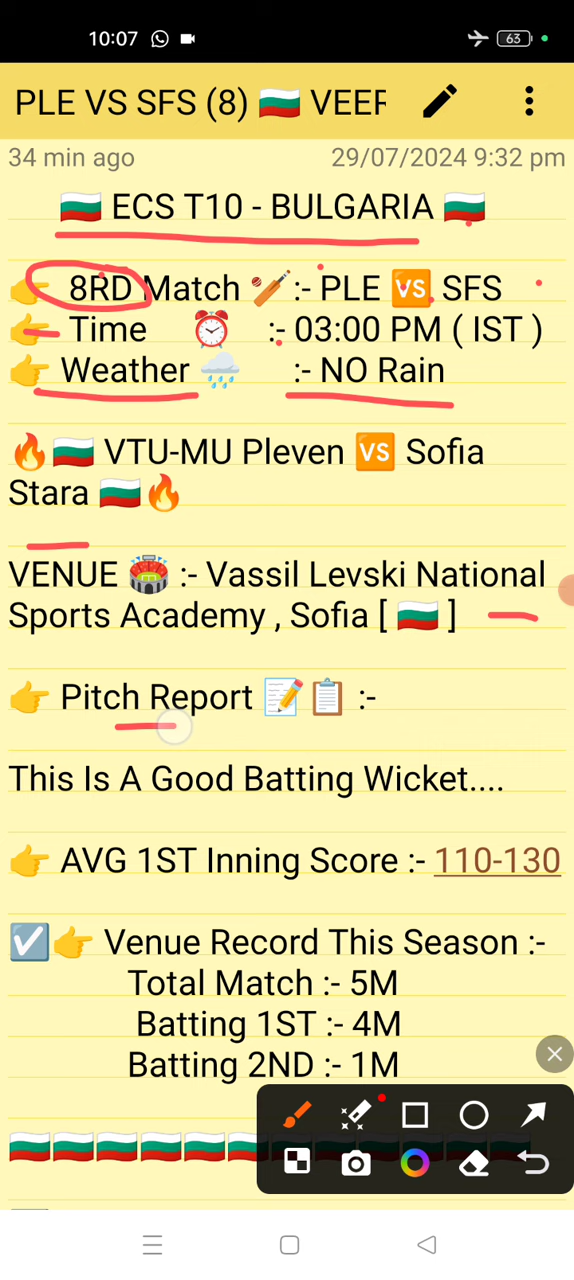 10:07
63
PLE VS SFS (8) 🇧🇬 VEER
34 min ago 29/07/2024 9:32 pm
🇧🇬 ECS T10 - BULGARIA 🇧🇬
👉 8RD Match 🏏 :- PLE 🆚 SFS
👉 Time ⏰ :- 03:00 PM ( IST )
👉 Weather 🌧️ :- NO Rain
🔥🇧🇬 VTU-MU Pleven 🆚 Sofia
Stara 🇧🇬🔥
VENUE 🏟️ :- Vassil Levski National
Sports Academy , Sofia [ 🇧🇬 ]
👉 Pitch Report 📝📋 :-
This Is A Good Batting Wicket....
👉 AVG 1ST Inning Score :- 110-130
☑️👉 Venue Record This Season :-
Total Match :- 5M
Batting 1ST :- 4M
Batting 2ND :- 1M